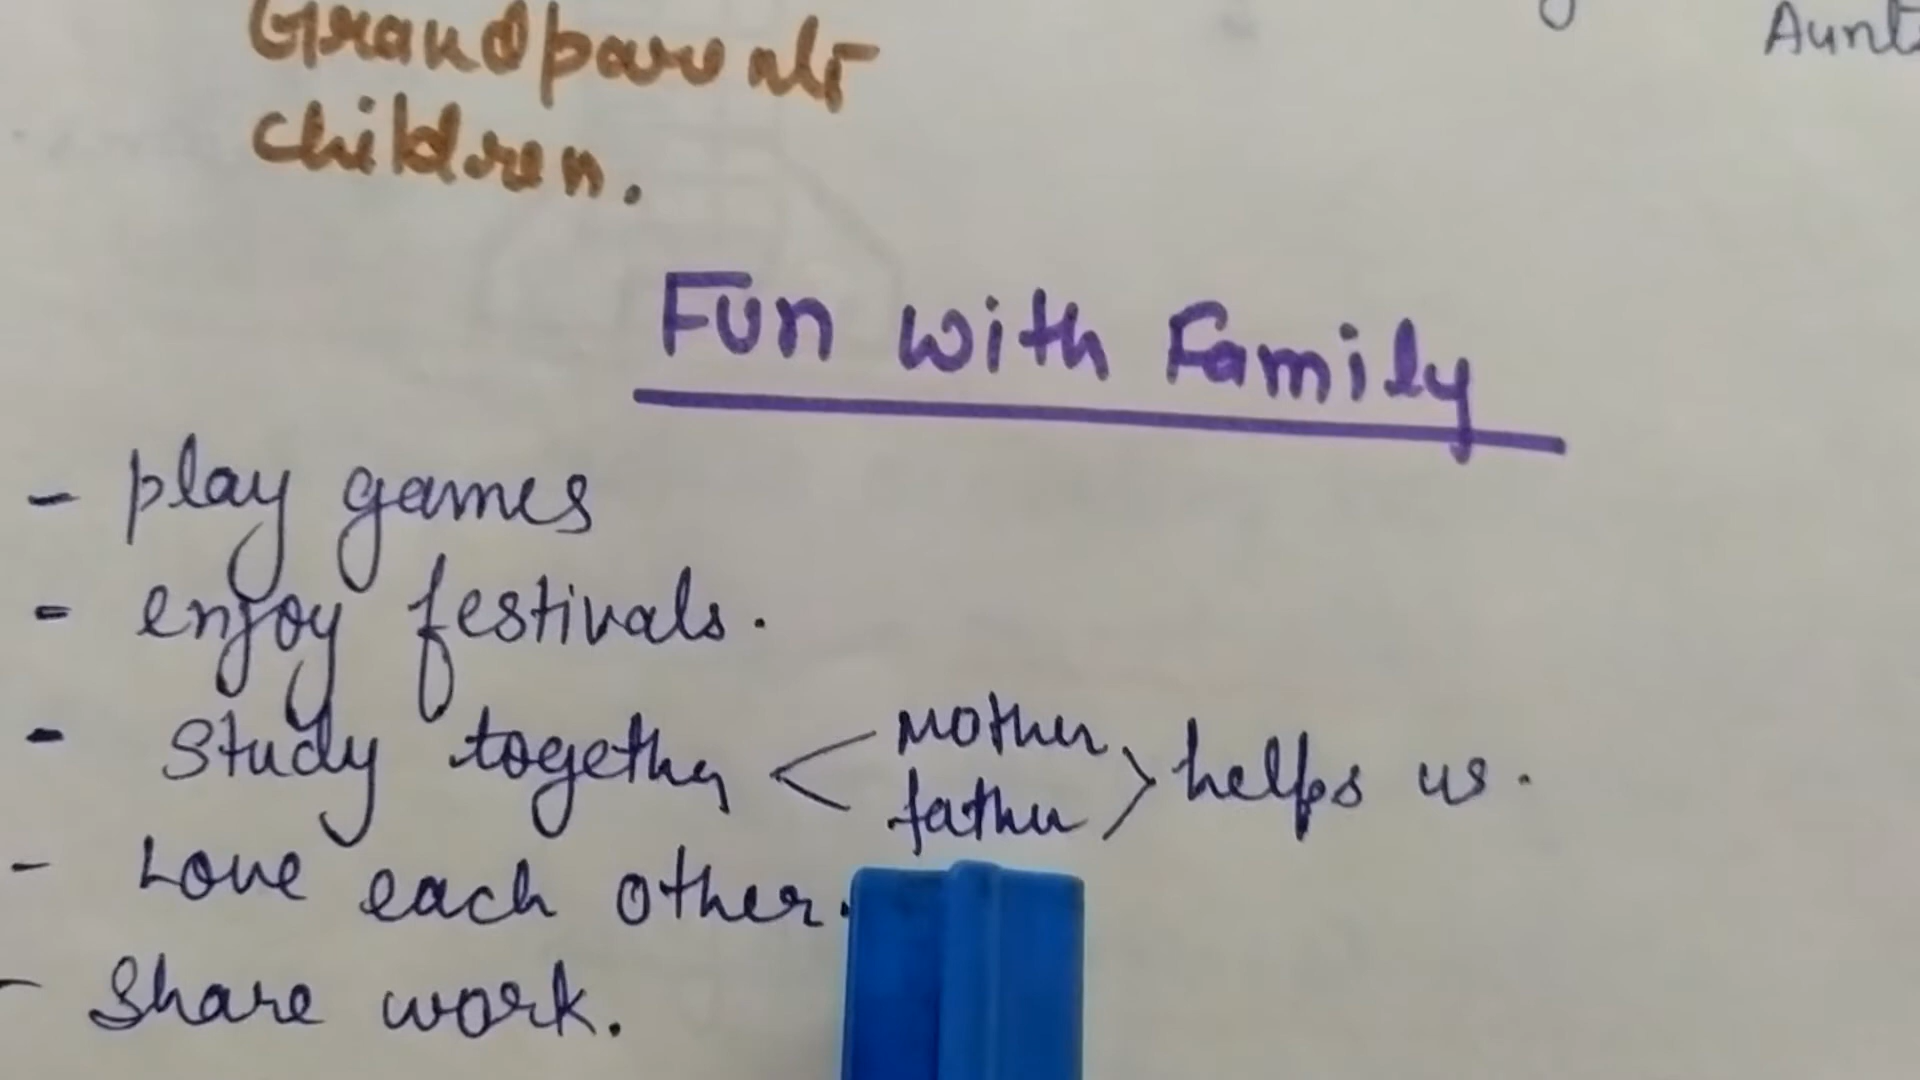 Grandparents
children.
Aunt
Fun with Family
- play games
- enjoy festivals.
- Study together < mother father > helps us.
- Love each other.
- Share work.